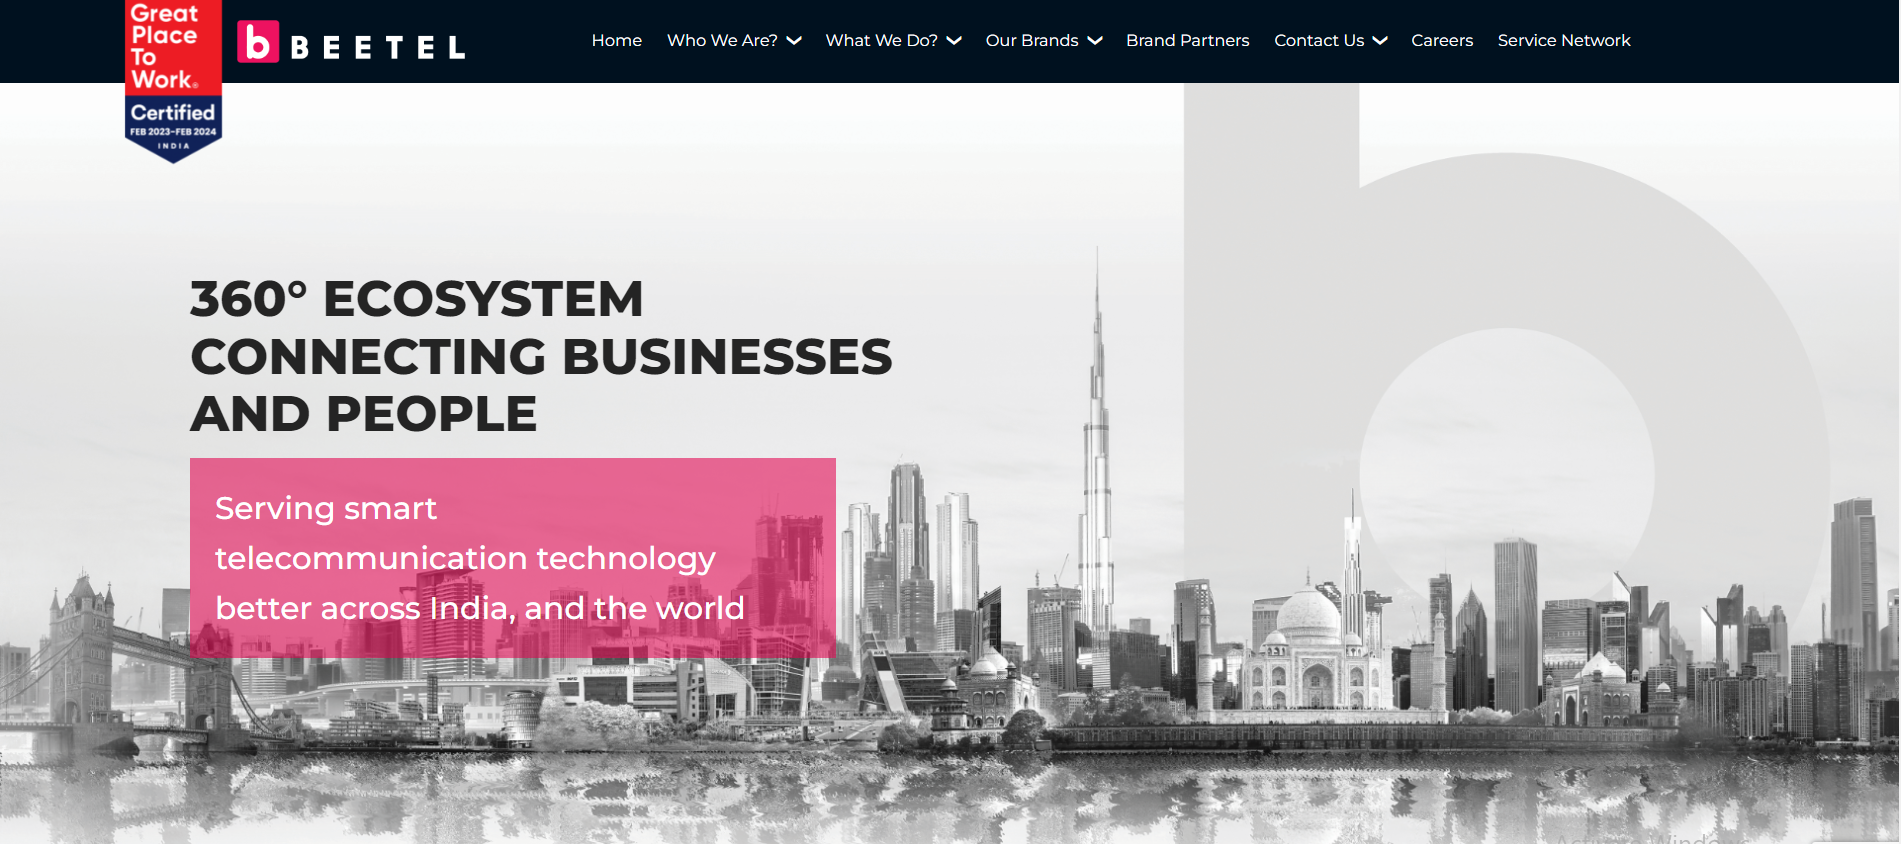 Great
Place
To
Work®
Certified
FEB 2023-FEB 2024
INDIA
b BEETEL
Home Who We Are? What We Do? Our Brands Brand Partners Contact Us Careers Service Network
360° ECOSYSTEM
CONNECTING BUSINESSES
AND PEOPLE
Serving smart
telecommunication technology
better across India, and the world
Activate Windows